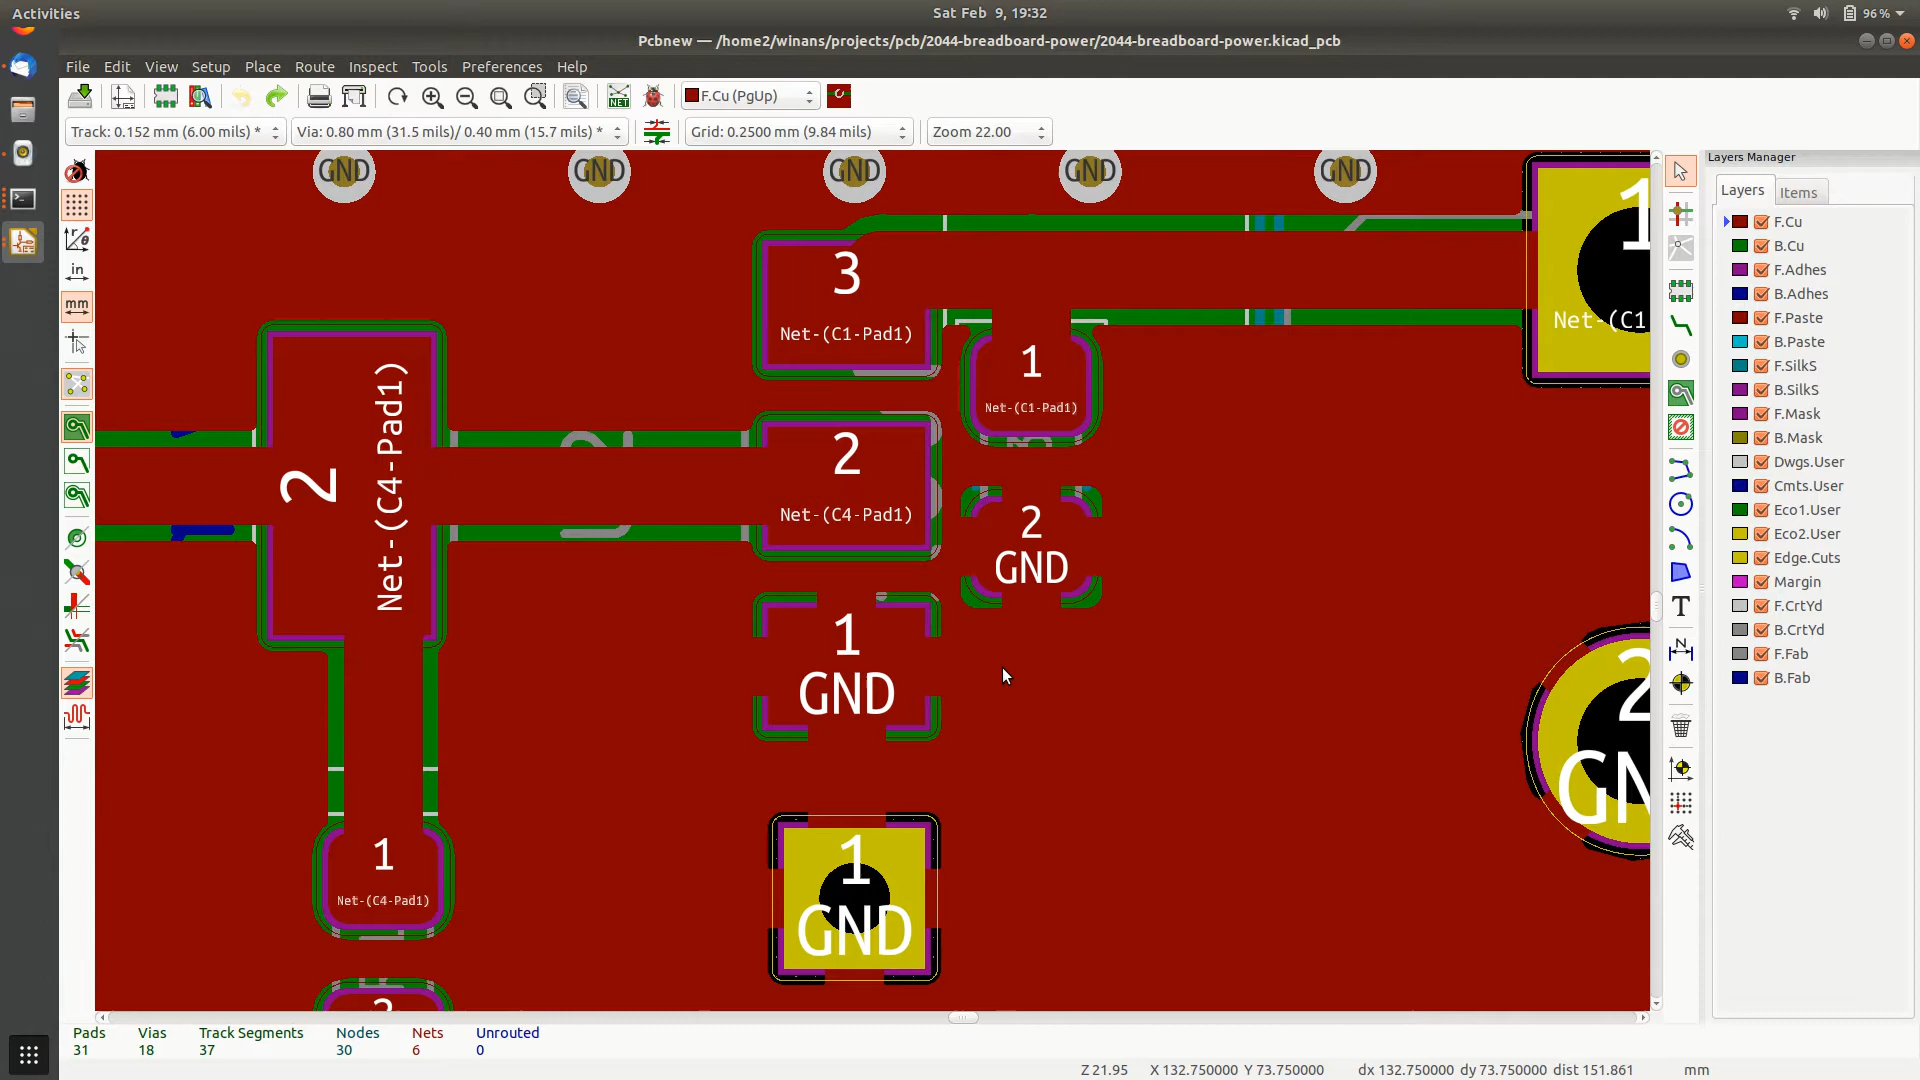 Activities
Sat Feb 9, 19:32
96 %
Pcbnew — /home2/winans/projects/pcb/2044-breadboard-power/2044-breadboard-power.kicad_pcb
File Edit View Setup Place Route Inspect Tools Preferences Help
NET
F.Cu (PgUp)
Track: 0.152 mm (6.00 mils) *
Via: 0.80 mm (31.5 mils)/ 0.40 mm (15.7 mils) *
Grid: 0.2500 mm (9.84 mils)
Zoom 22.00
in
mm
GND GND GND GND GND
3
Net-(C1-Pad1)
1
Net-(C1
1
Net-(C1-Pad1)
2
Net-(C4-Pad1)
2
Net-(C4-Pad1)
2
GND
1
GND
2
GN
1
Net-(C4-Pad1)
1
GND
T
N
Layers Manager
Layers Items
F.Cu
B.Cu
F.Adhes
B.Adhes
F.Paste
B.Paste
F.SilkS
B.SilkS
F.Mask
B.Mask
Dwgs.User
Cmts.User
Eco1.User
Eco2.User
Edge.Cuts
Margin
F.CrtYd
B.CrtYd
F.Fab
B.Fab
Pads Vias Track Segments Nodes Nets Unrouted
31 18 37 30 6 0
Z 21.95 X 132.750000 Y 73.750000 dx 132.750000 dy 73.750000 dist 151.861 mm